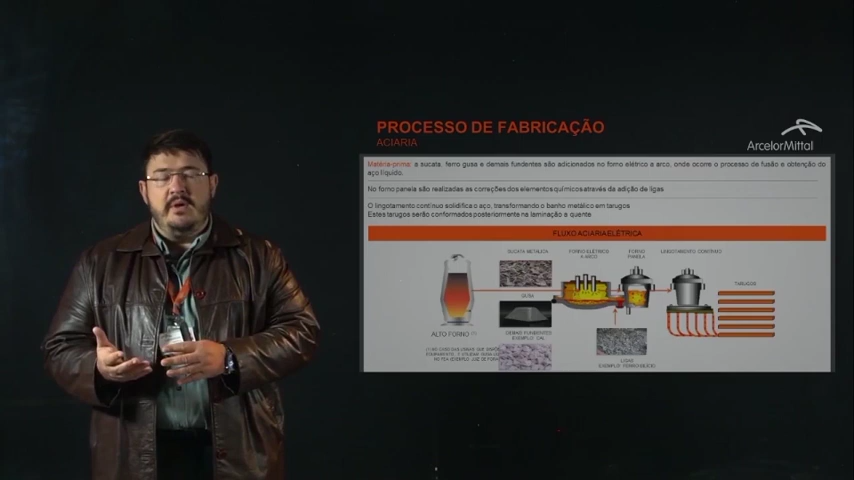 PROCESSO DE FABRICAÇÃO
ACIARIA
ArcelorMittal
Matéria-prima: a sucata, ferro gusa e demais fundentes são adicionados no forno elétrico a arco, onde ocorre o processo de fusão e obtenção do
aço líquido.
No forno panela são realizadas as correções dos elementos químicos através da adição de ligas
O lingotamento contínuo solidifica o aço, transformando o banho metálico em tarugos
Estes tarugos serão conformados posteriormente na laminação a quente
FLUXO ACIARIA ELÉTRICA
SUCATA METÁLICA
FORNO ELÉTRICO
A ARCO
FORNO
PANELA
LINGOTAMENTO CONTÍNUO
TARUGOS
GUSA
ALTO FORNO (*)
DEMAIS FUNDENTES
EXEMPLO: CAL
LIGAS
EXEMPLO: FERRO SILÍCIO